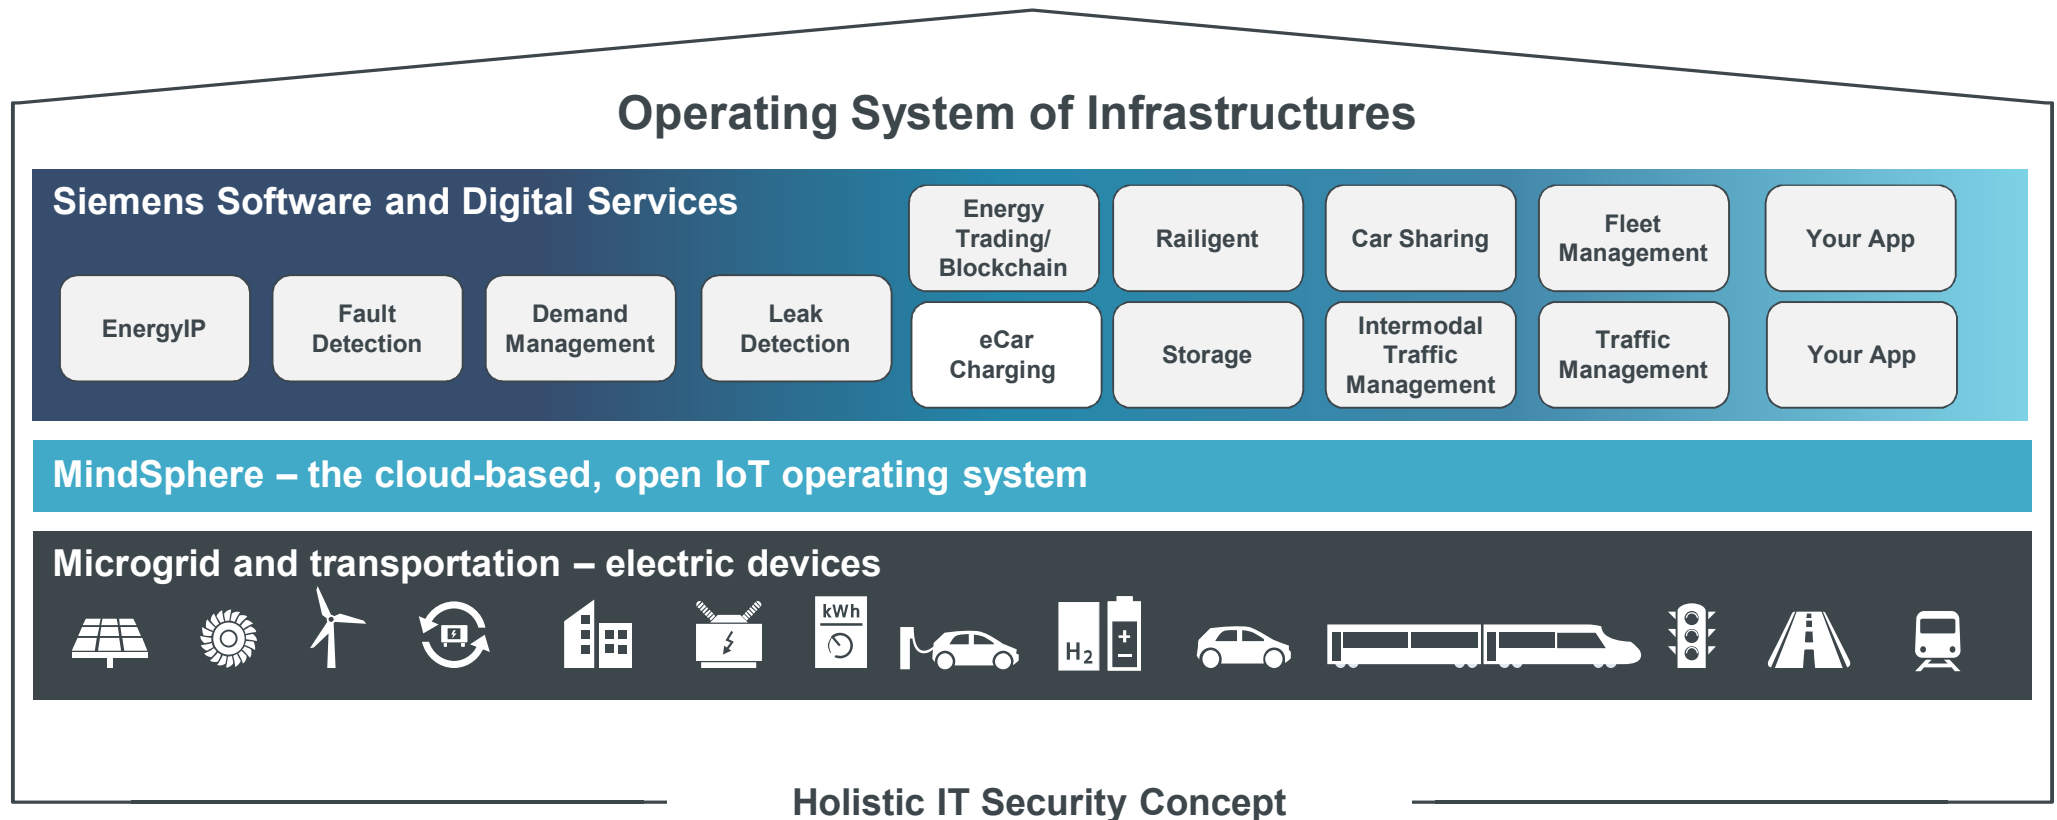 Operating System of Infrastructures
Siemens Software and Digital Services
Energy
Trading/
Blockchain
Railigent
Car Sharing
Fleet
Management
Your App
EnergyIP
Fault
Detection
Demand
Management
Leak
Detection
eCar
Charging
Storage
Intermodal
Traffic
Management
Traffic
Management
Your App
MindSphere – the cloud-based, open IoT operating system
Microgrid and transportation – electric devices
kWh
H2
+
–
Holistic IT Security Concept